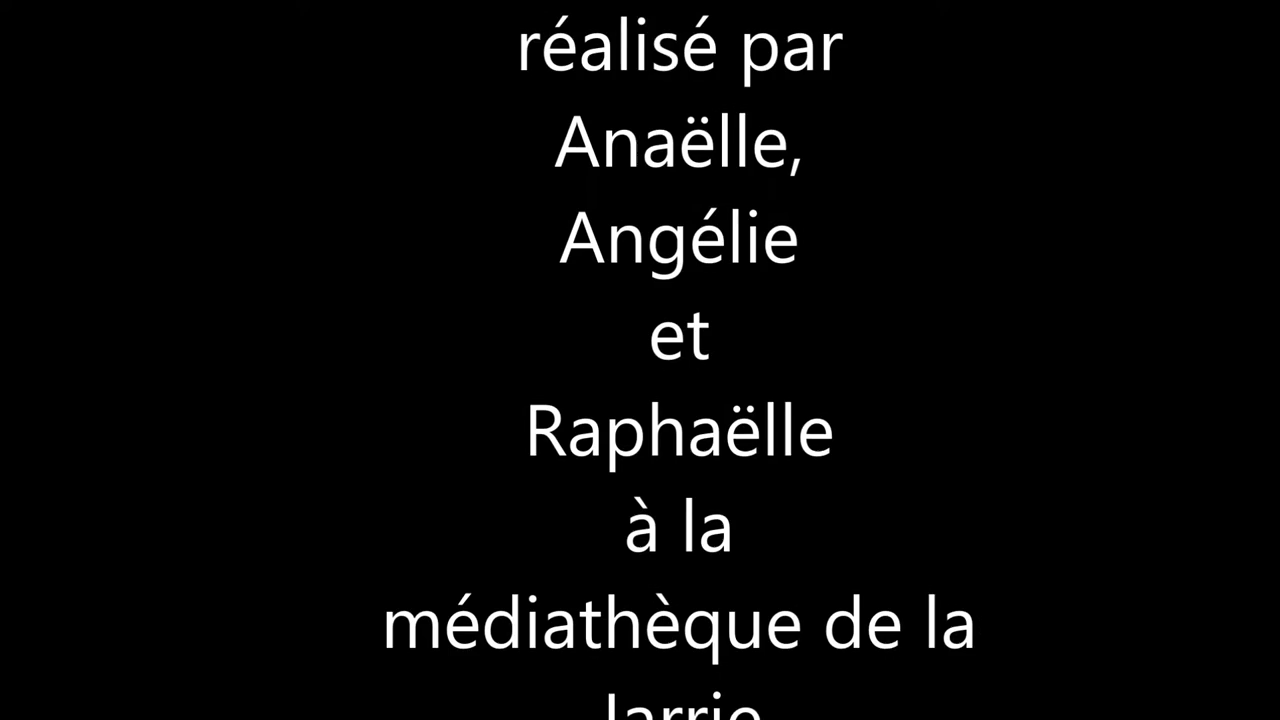 réalisé par
Anaëlle,
Angélie
et
Raphaëlle
à la
médiathèque de la